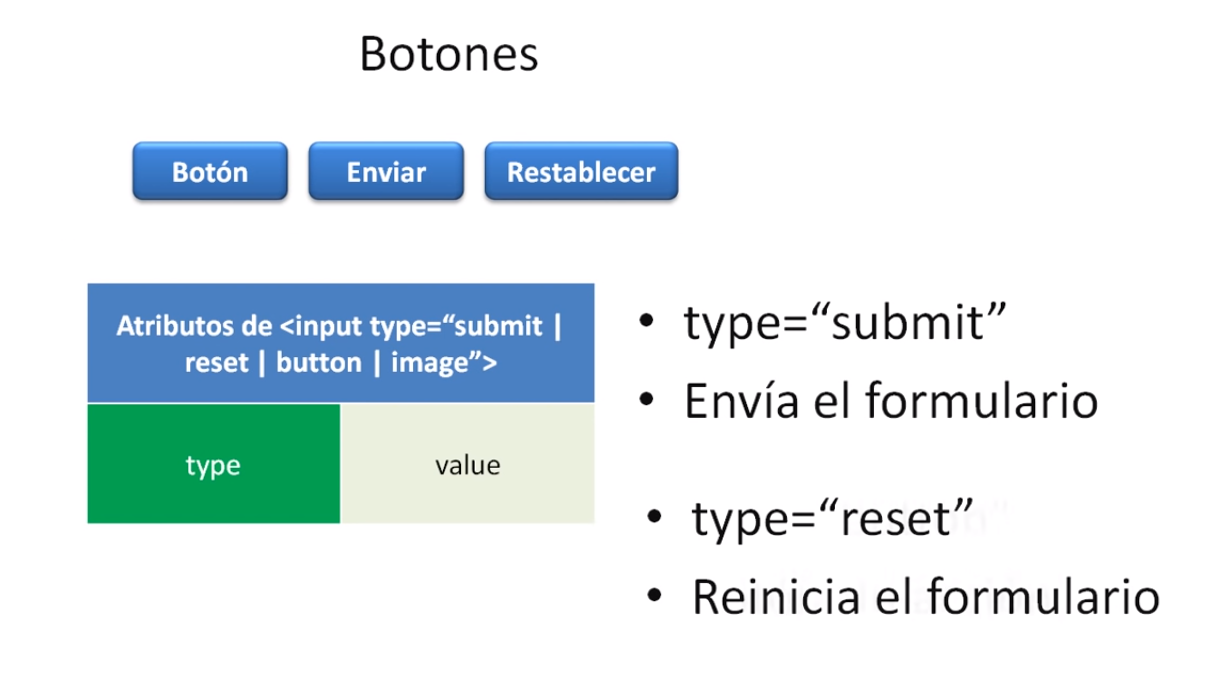 Botones
Botón
Enviar
Restablecer
Atributos de <input type=“submit |
reset | button | image”>
type
value
• type=“submit”
• Envía el formulario
• type=“reset”
• Reinicia el formulario